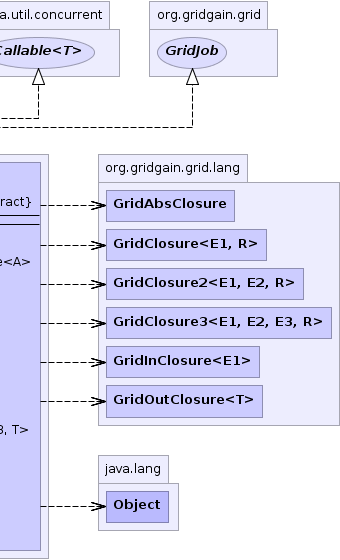 a.util.concurrent
org.gridgain.grid
Callable<T>
GridJob
org.gridgain.grid.lang
ract}
GridAbsClosure
GridClosure<E1, R>
e<A>
GridClosure2<E1, E2, R>
GridClosure3<E1, E2, E3, R>
GridInClosure<E1>
GridOutClosure<T>
3, T>
java.lang
Object